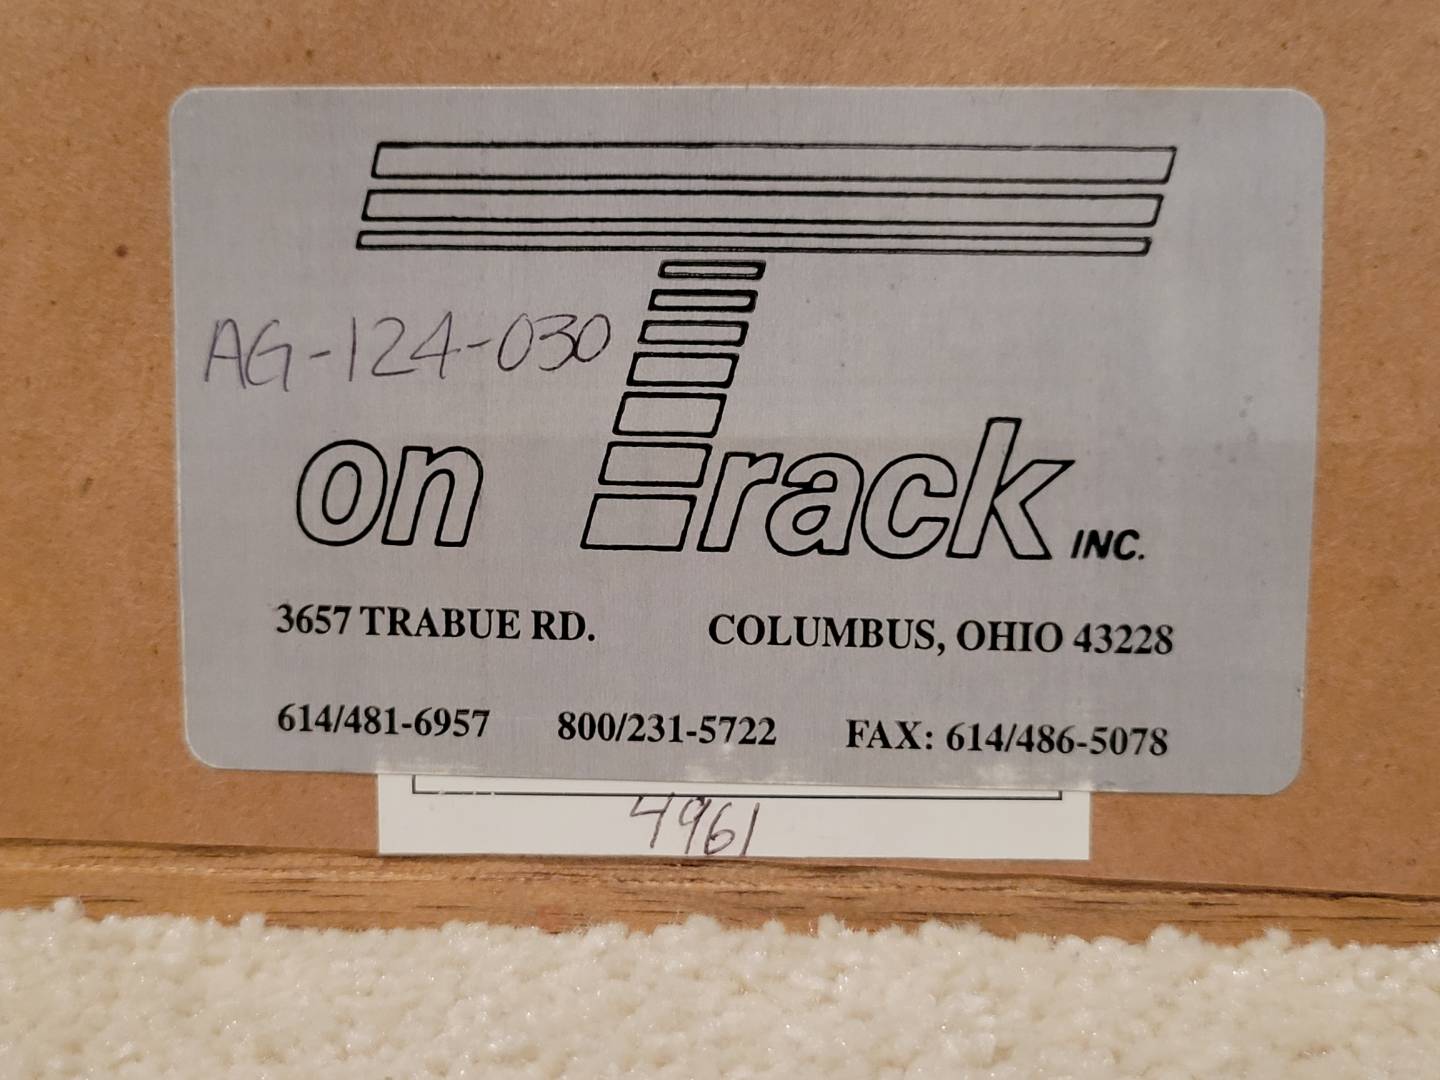 AG-124-030
on Track INC.
3657 TRABUE RD. COLUMBUS, OHIO 43228
614/481-6957 800/231-5722 FAX: 614/486-5078
4961